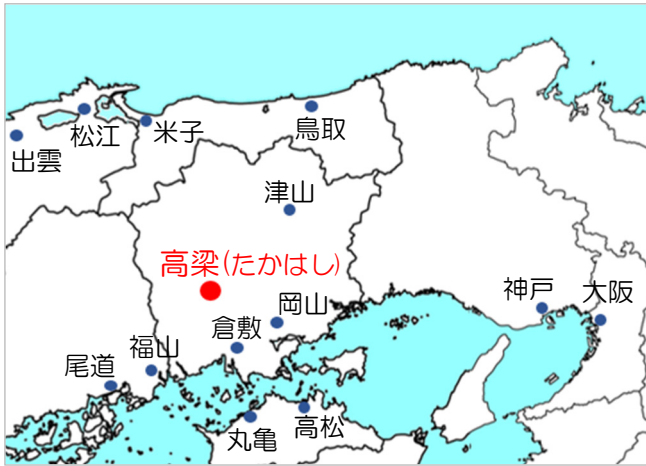 松江
米子
鳥取
出雲
津山
高梁(たかはし)
岡山
神戸
大阪
倉敷
福山
尾道
丸亀
高松